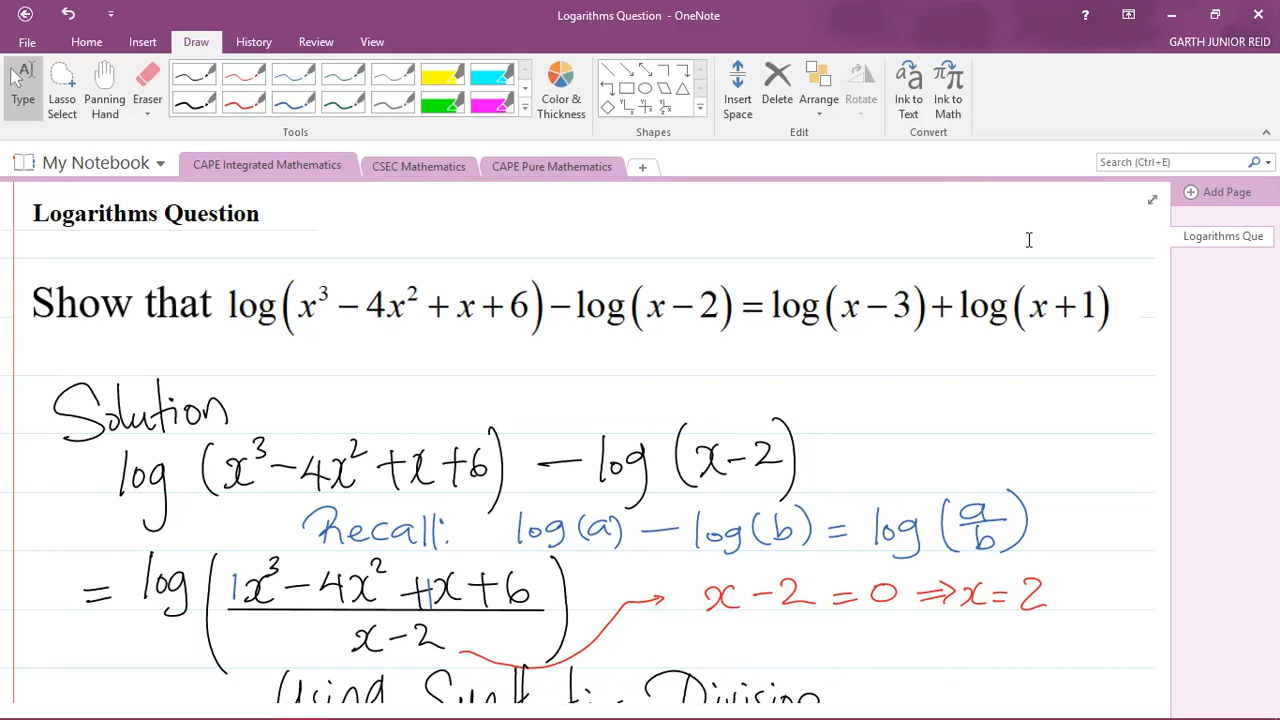 Logarithms Question - OneNote
?
File Home Insert Draw History Review View
GARTH JUNIOR REID
Type
Lasso Select
Panning Hand
Eraser
Color & Thickness
Insert Space
Delete
Arrange
Rotate
Ink to Text
Ink to Math
Tools
Shapes
Edit
Convert
My Notebook
CAPE Integrated Mathematics
CSEC Mathematics
CAPE Pure Mathematics
Search (Ctrl+E)
Add Page
Logarithms Que
Logarithms Question
Show that log(x³ − 4x² + x + 6) − log(x − 2) = log(x − 3) + log(x + 1)
Solution
log (x³ − 4x² + x + 6) − log (x − 2)
Recall: log(a) − log(b) = log(a/b)
= log((1x³ − 4x² + 1x + 6)/(x − 2))
x − 2 = 0 ⇒ x = 2
Using Synthetic Division